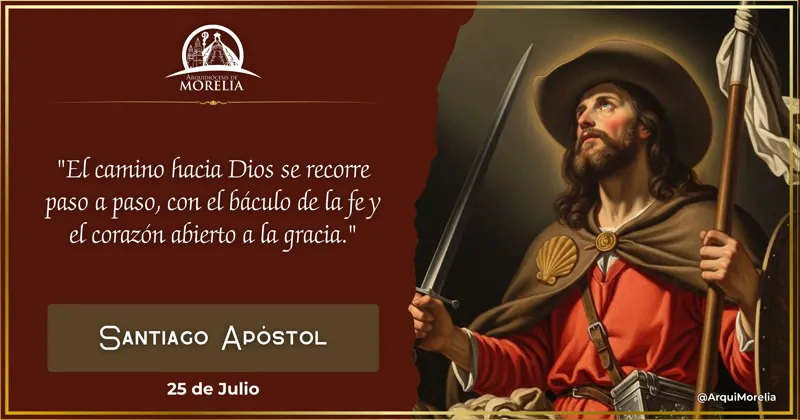 ARQUIDIÓCESIS DE
MORELIA
"El camino hacia Dios se recorre
paso a paso, con el báculo de la fe y
el corazón abierto a la gracia."
SANTIAGO APÓSTOL
25 de Julio
@ArquiMorelia